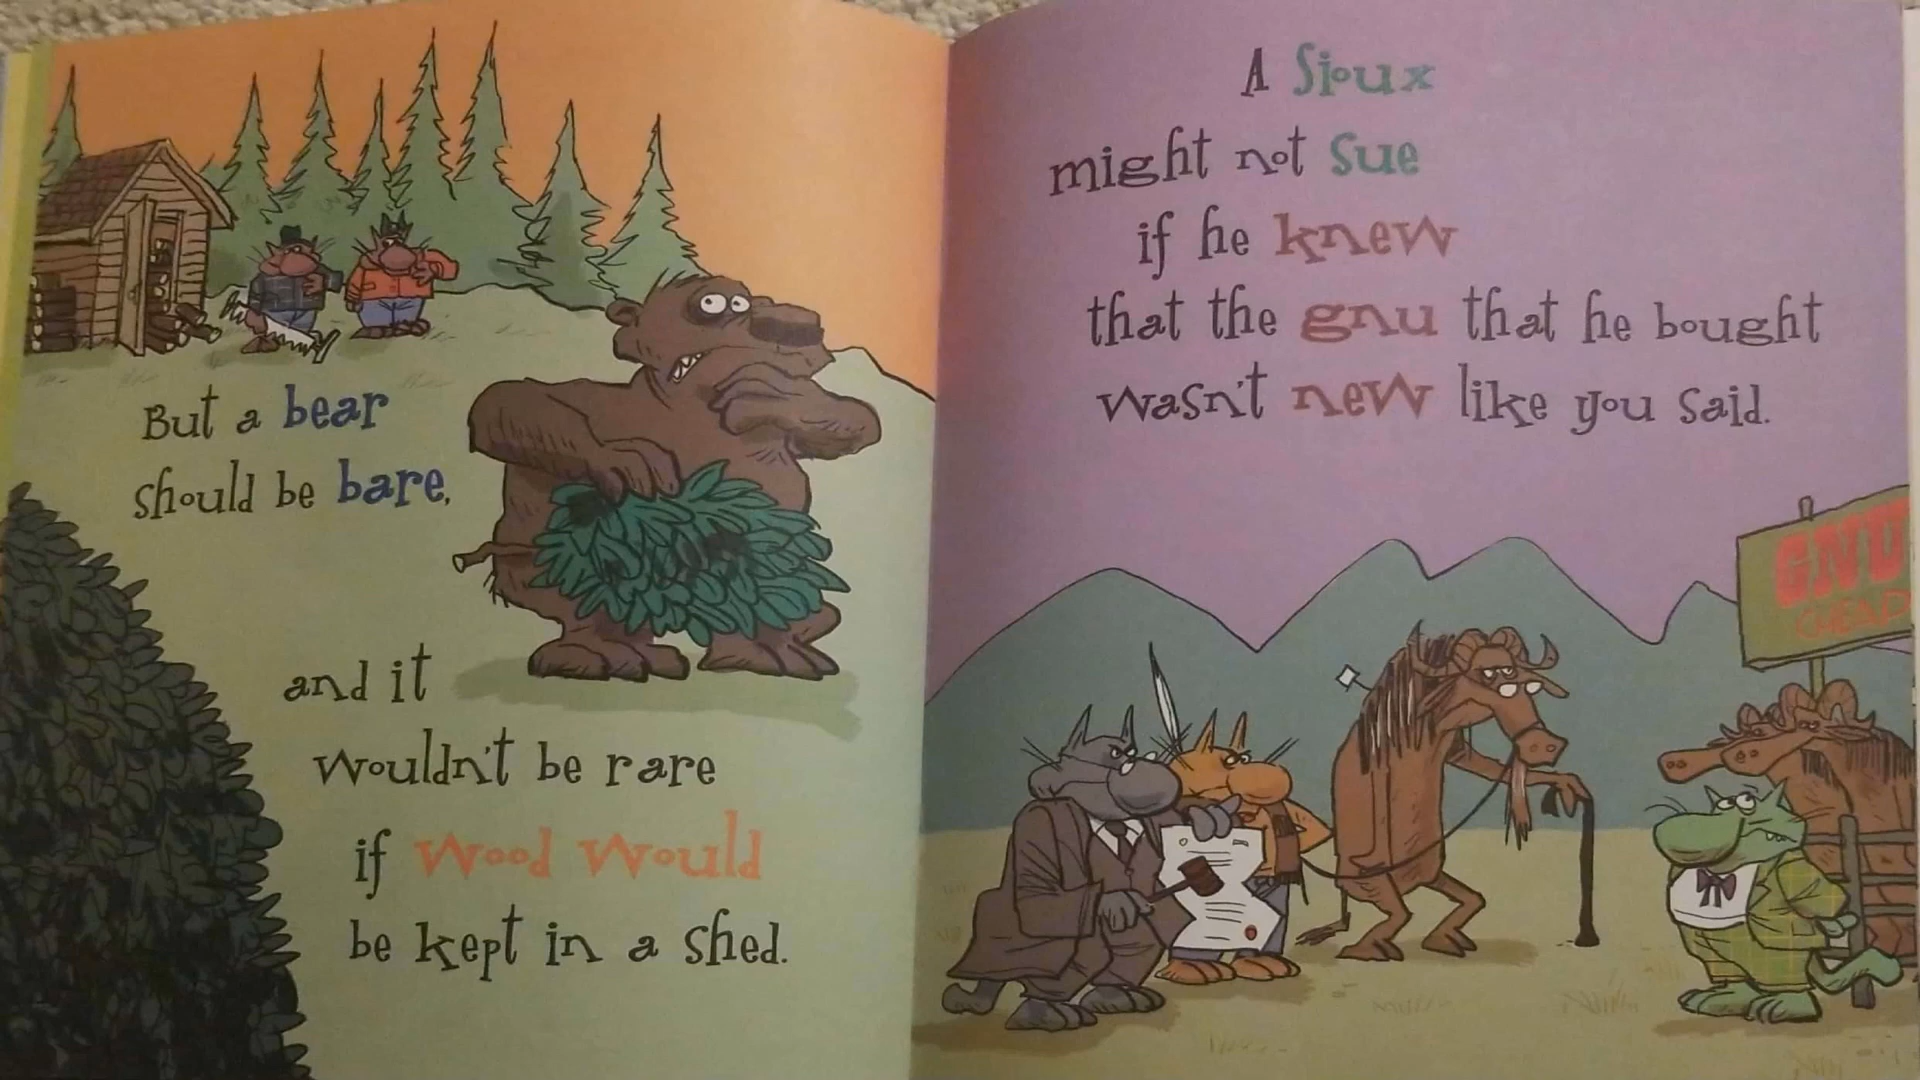 But a bear
should be bare,
and it
wouldn't be rare
if wood would
be kept in a shed.
A Sioux
might not sue
if he knew
that the gnu that he bought
wasn't new like you said.
GNU
CHEAP